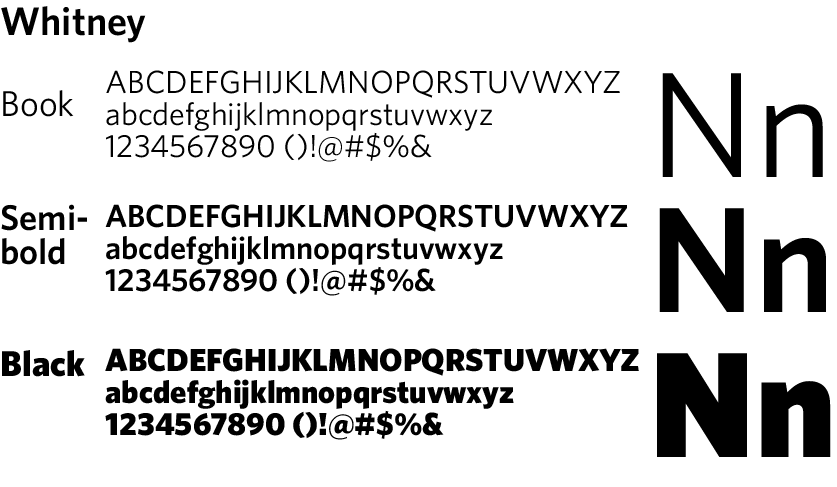 Whitney
Book
ABCDEFGHIJKLMNOPQRSTUVWXYZ
abcdefghijklmnopqrstuvwxyz
1234567890 ()!@#$%&
Nn
Semi-
bold
ABCDEFGHIJKLMNOPQRSTUVWXYZ
abcdefghijklmnopqrstuvwxyz
1234567890 ()!@#$%&
Nn
Black
ABCDEFGHIJKLMNOPQRSTUVWXYZ
abcdefghijklmnopqrstuvwxyz
1234567890 ()!@#$%&
Nn